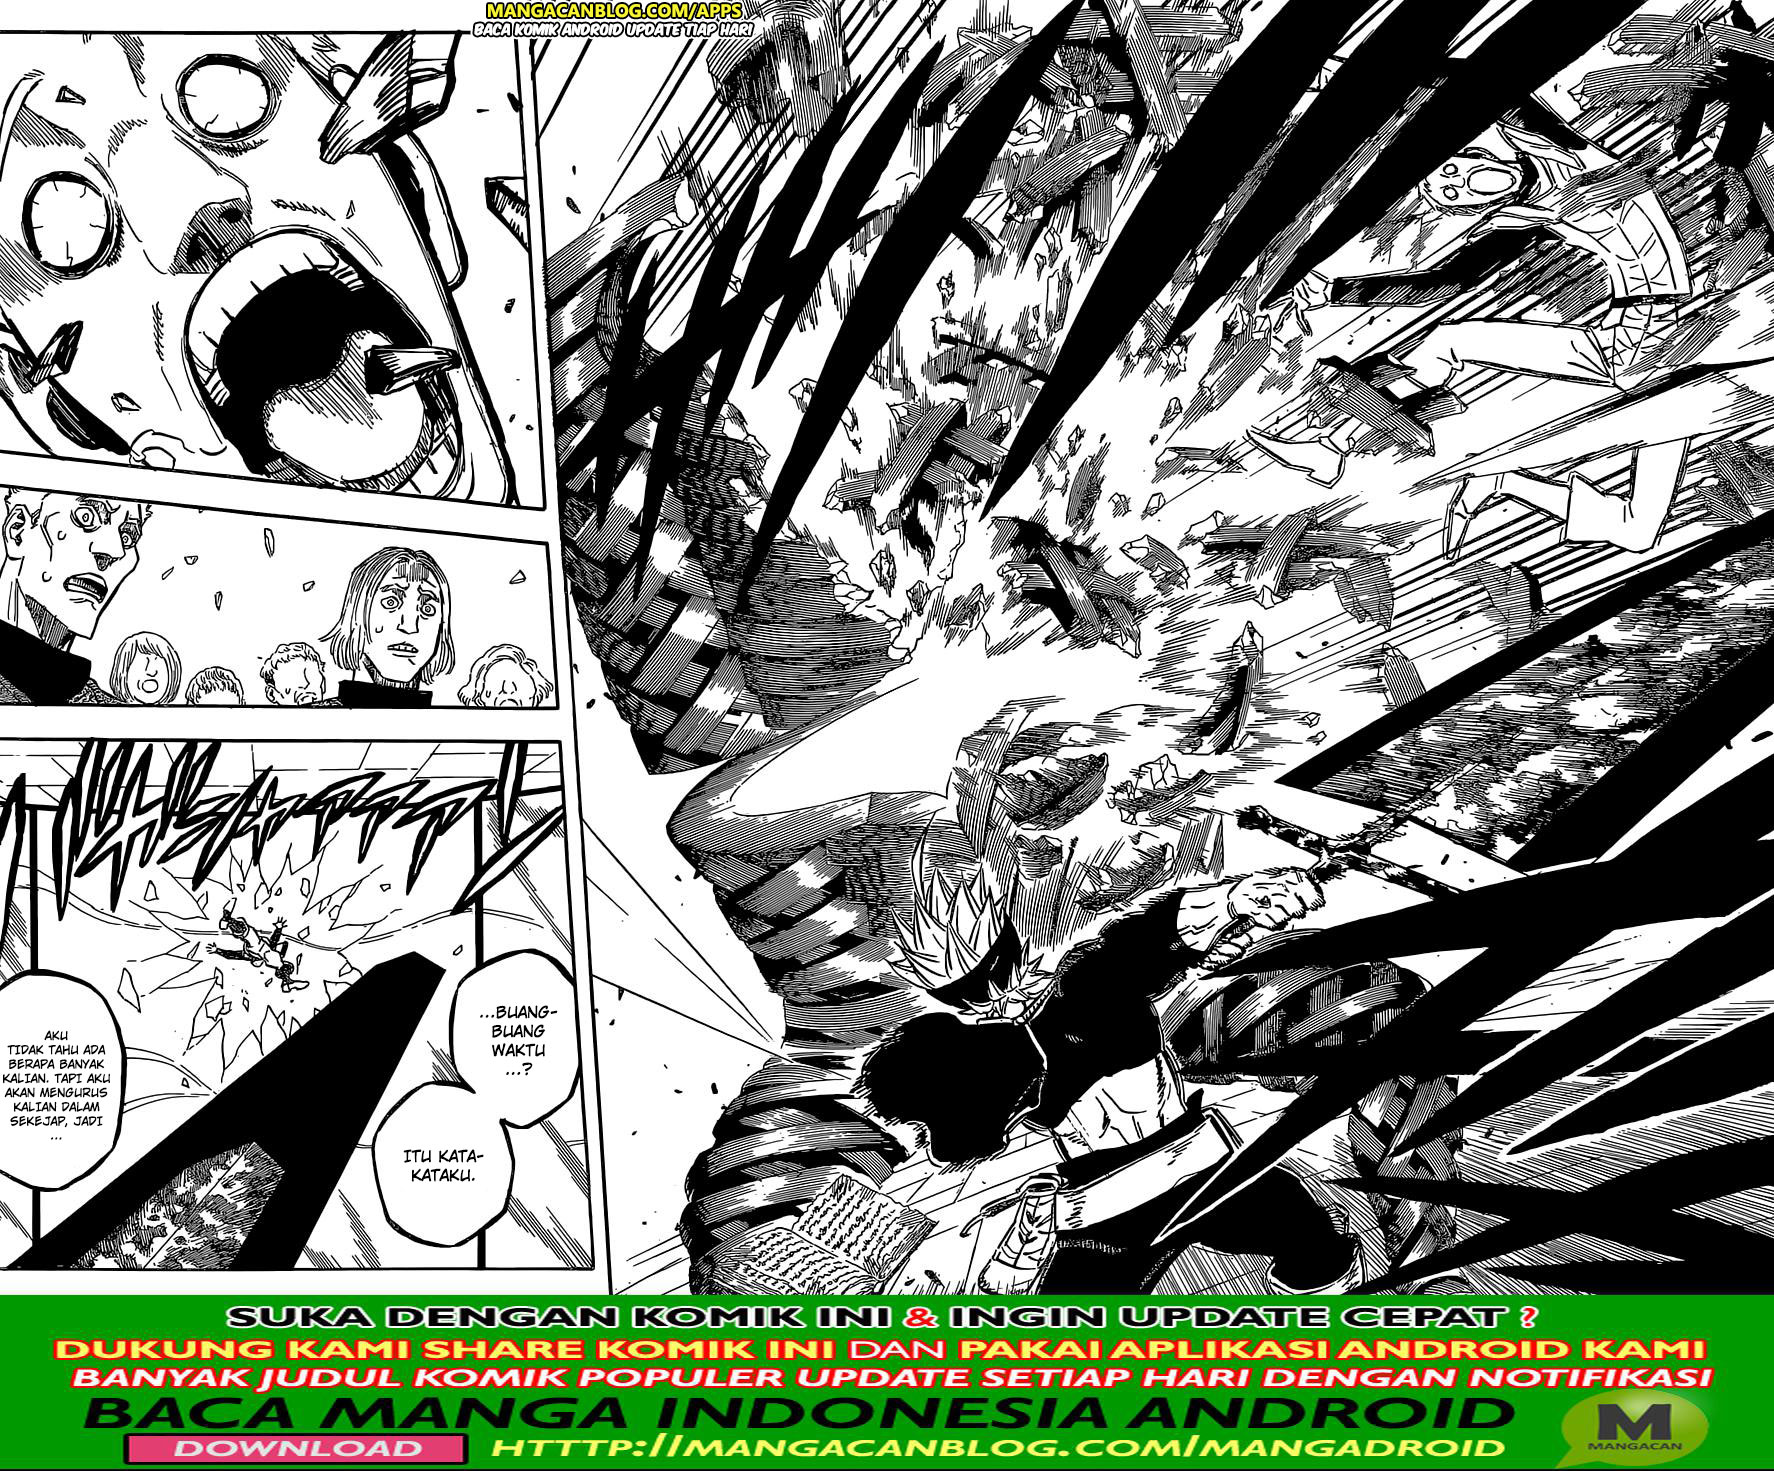 MANGACANBLOG.COM/APPS
BACA KOMIK ANDROID UPDATE TIAP HARI
...BUANG-
BUANG
WAKTU
...?
ITU KATA-
KATAKU.
AKU
TIDAK TAHU ADA
BERAPA BANYAK
KALIAN. TAPI AKU
AKAN MENGURUS
KALIAN DALAM
SEKEJAP, JADI
...
SUKA DENGAN KOMIK INI & INGIN UPDATE CEPAT ?
DUKUNG KAMI SHARE KOMIK INI DAN PAKAI APLIKASI ANDROID KAMI
BANYAK JUDUL KOMIK POPULER UPDATE SETIAP HARI DENGAN NOTIFIKASI
BACA MANGA INDONESIA ANDROID
DOWNLOAD HTTTP://MANGACANBLOG.COM/MANGADROID
M
MANGACAN